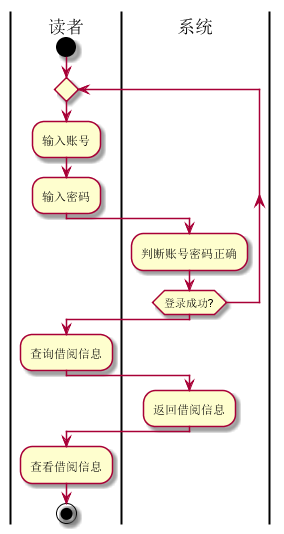 读者
系统
输入账号
输入密码
判断账号密码正确
登录成功?
查询借阅信息
返回借阅信息
查看借阅信息